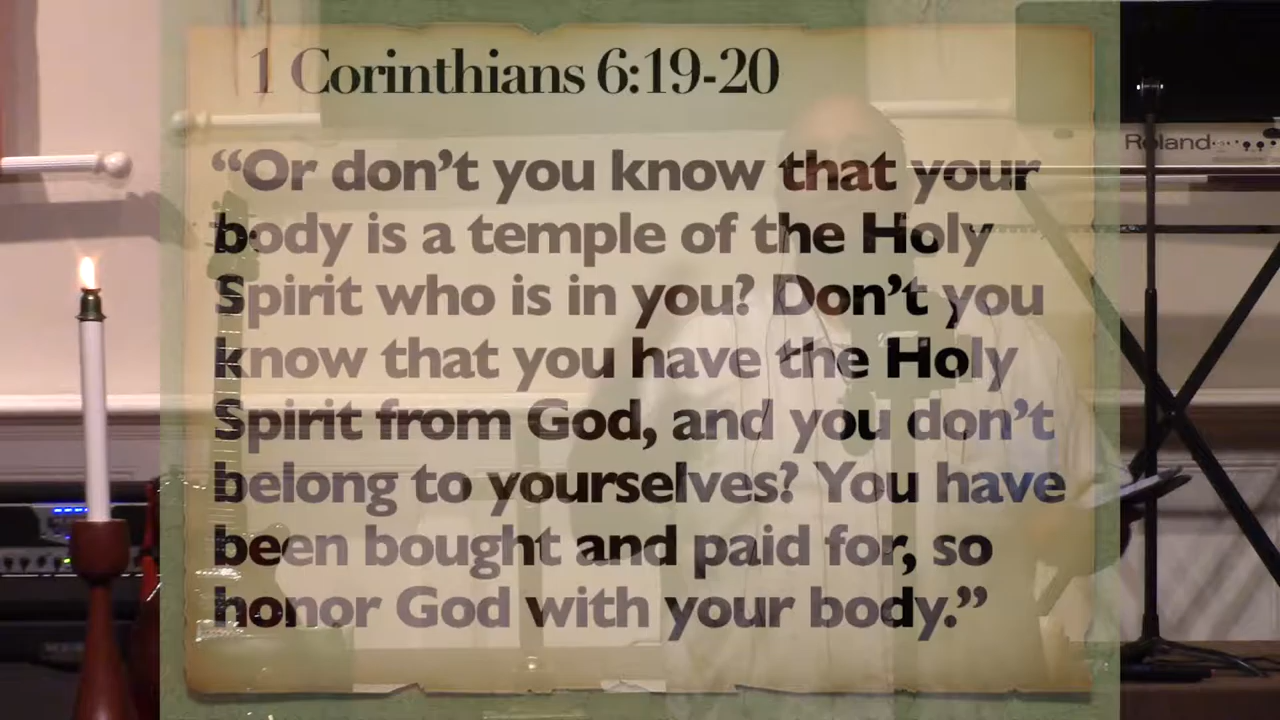 1 Corinthians 6:19-20
“Or don’t you know that your
body is a temple of the Holy
Spirit who is in you? Don’t you
know that you have the Holy
Spirit from God, and you don’t
belong to yourselves? You have
been bought and paid for, so
honor God with your body.”
Roland